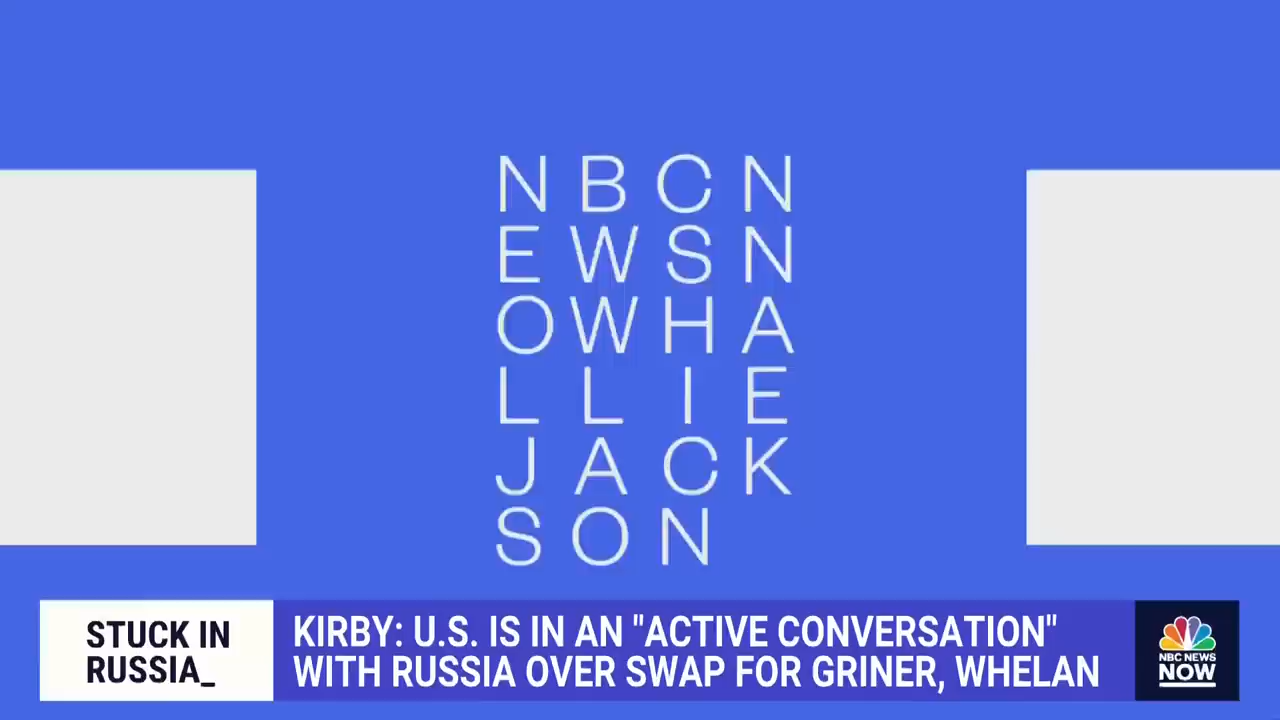 N B C N
E W S N
O W H A
L L I E
J A C K
S O N
STUCK IN
RUSSIA_
KIRBY: U.S. IS IN AN "ACTIVE CONVERSATION"
WITH RUSSIA OVER SWAP FOR GRINER, WHELAN
NBC NEWS
NOW